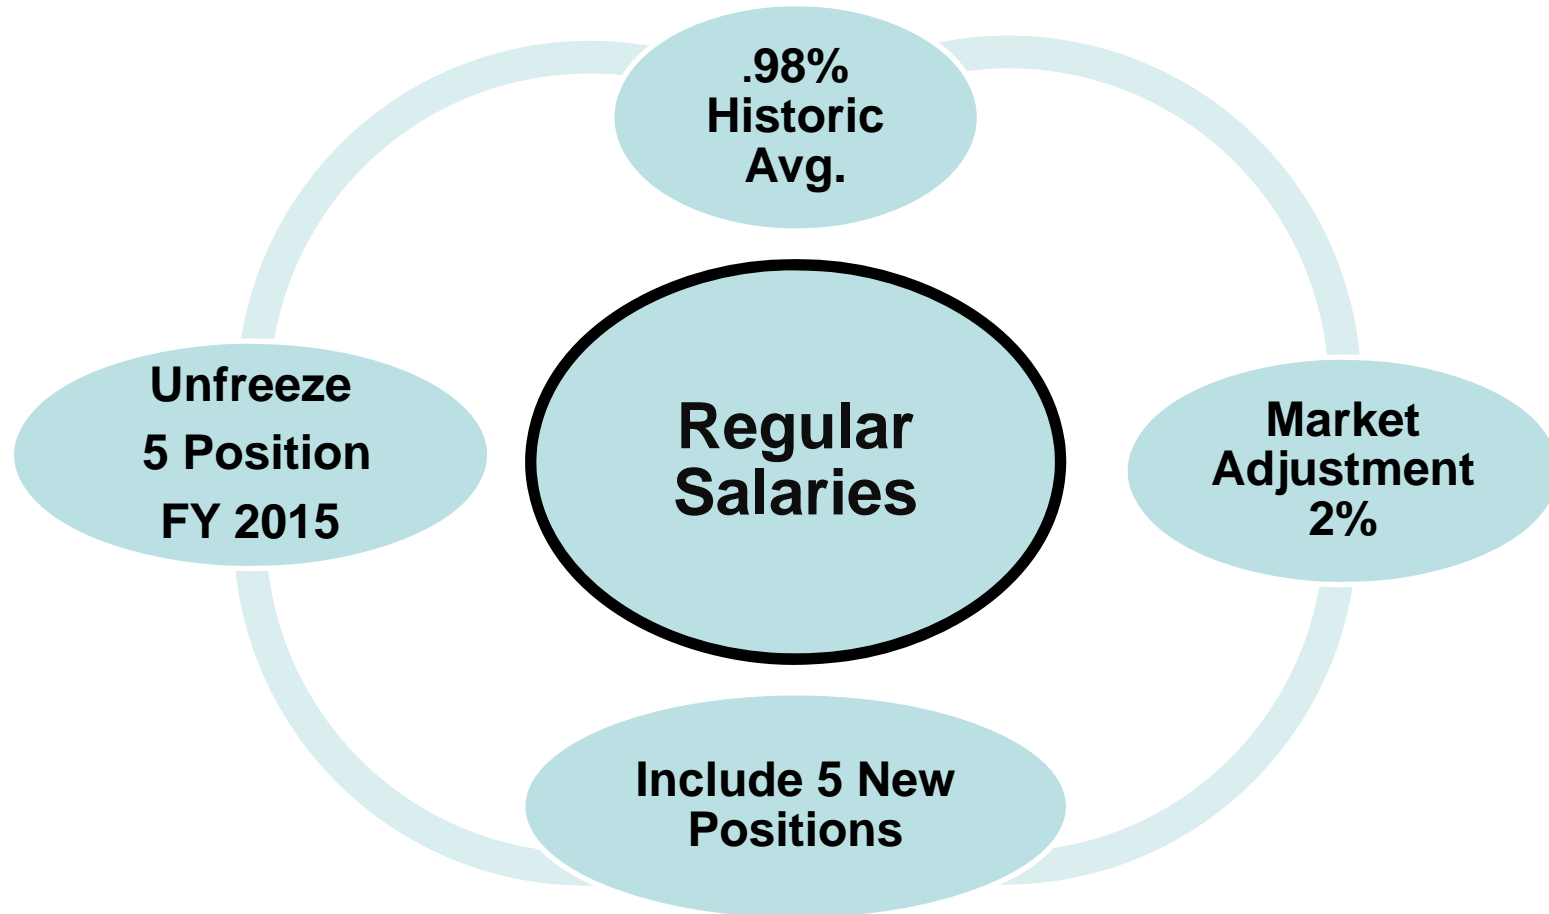 .98%
Historic
Avg.
Unfreeze
5 Position
FY 2015
Regular
Salaries
Market
Adjustment
2%
Include 5 New
Positions